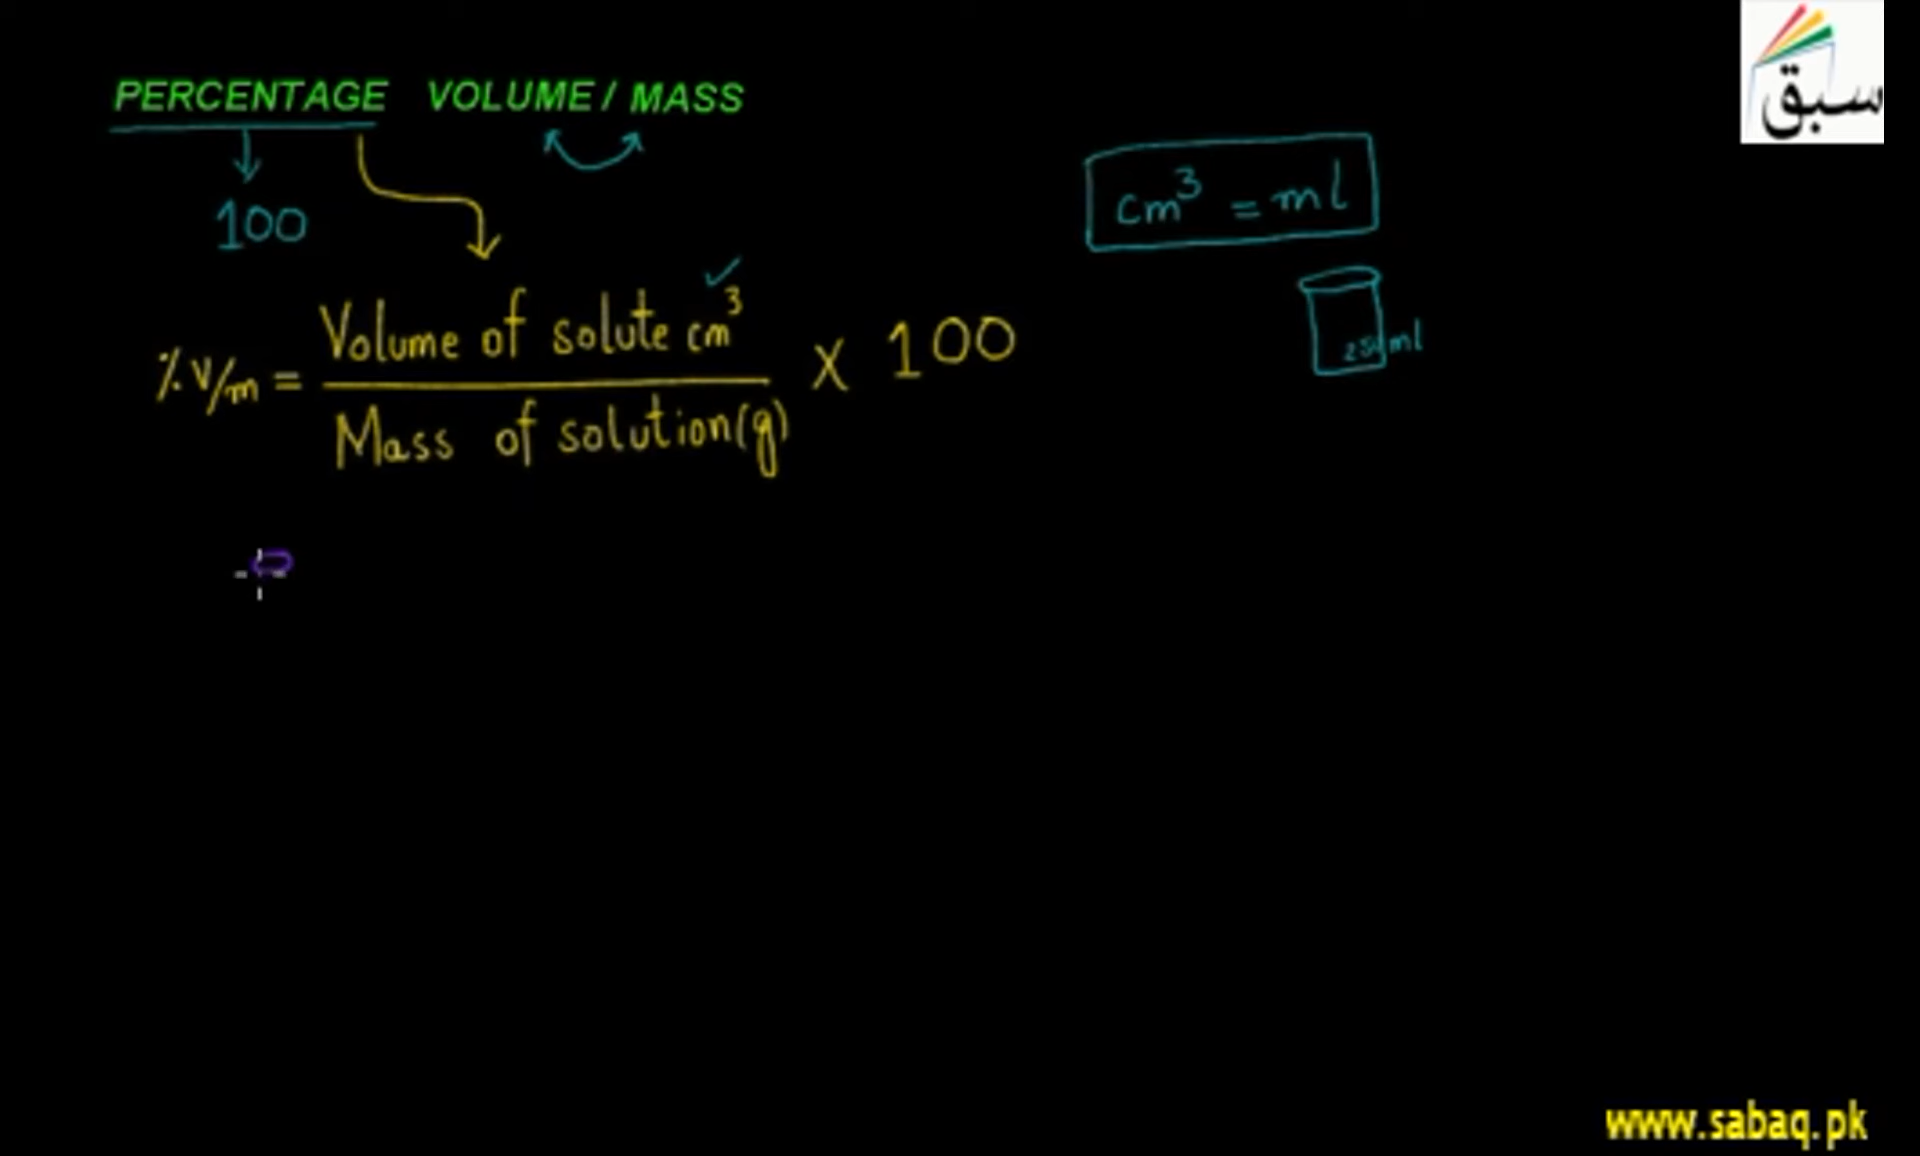 PERCENTAGE VOLUME / MASS
سبق
cm³ = ml
100
250 ml
% v/m = Volume of solute cm³ / Mass of solution (g) X 100
www.sabaq.pk